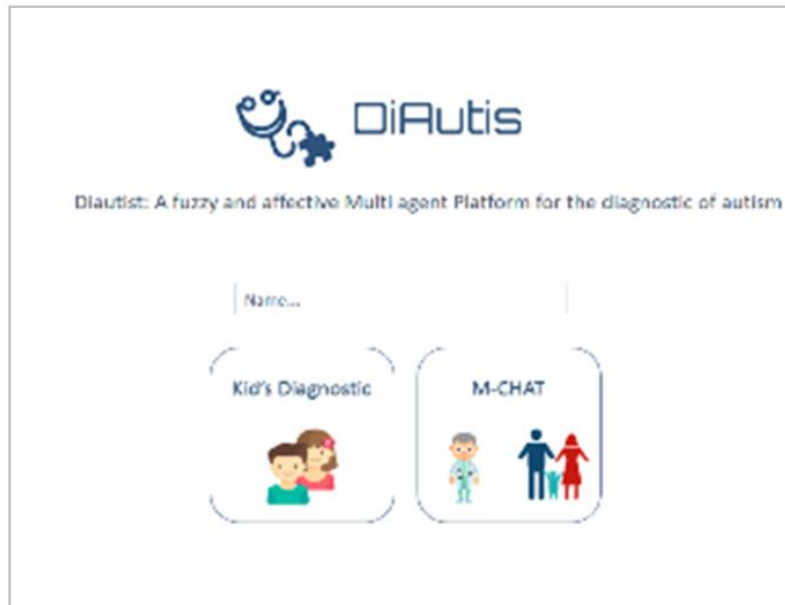 DiAutis
Diautist: A fuzzy and affective Multi agent Platform for the diagnostic of autism
Name...
Kid's Diagnostic
M-CHAT